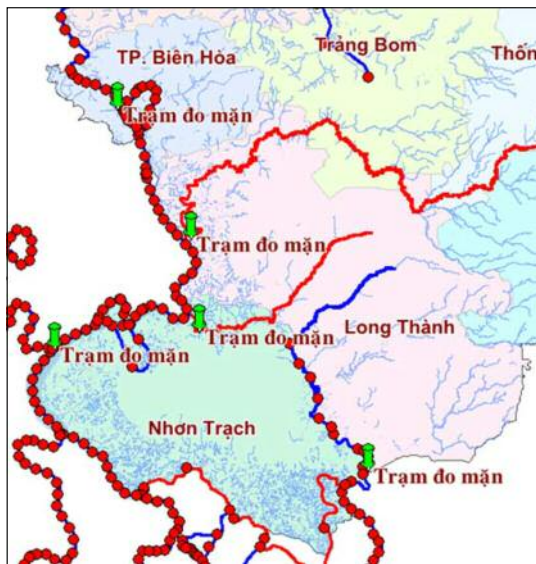 TP. Biên Hòa
Trảng Bom
Thốn
Trạm đo mặn
Trạm đo mặn
Trạm đo mặn
Long Thành
Trạm đo mặn
Nhơn Trạch
Trạm đo mặn